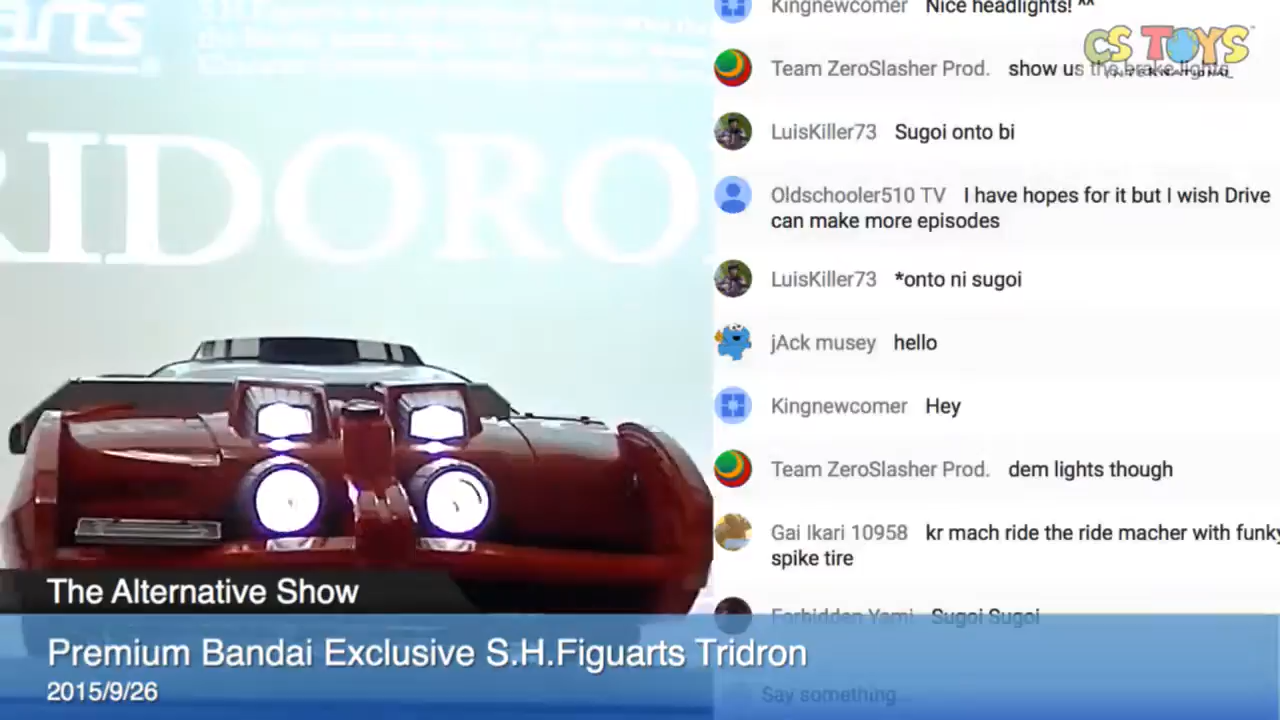 arts
RIDORO
Kingnewcomer Nice headlights! ^^
CS TOYS
INTERNATIONAL
Team ZeroSlasher Prod. show us the brake lights
LuisKiller73 Sugoi onto bi
Oldschooler510 TV I have hopes for it but I wish Drive
can make more episodes
LuisKiller73 *onto ni sugoi
jAck musey hello
Kingnewcomer Hey
Team ZeroSlasher Prod. dem lights though
Gai Ikari 10958 kr mach ride the ride macher with funky
spike tire
Forbidden Yami Sugoi Sugoi
Say something...
The Alternative Show
Premium Bandai Exclusive S.H.Figuarts Tridron
2015/9/26